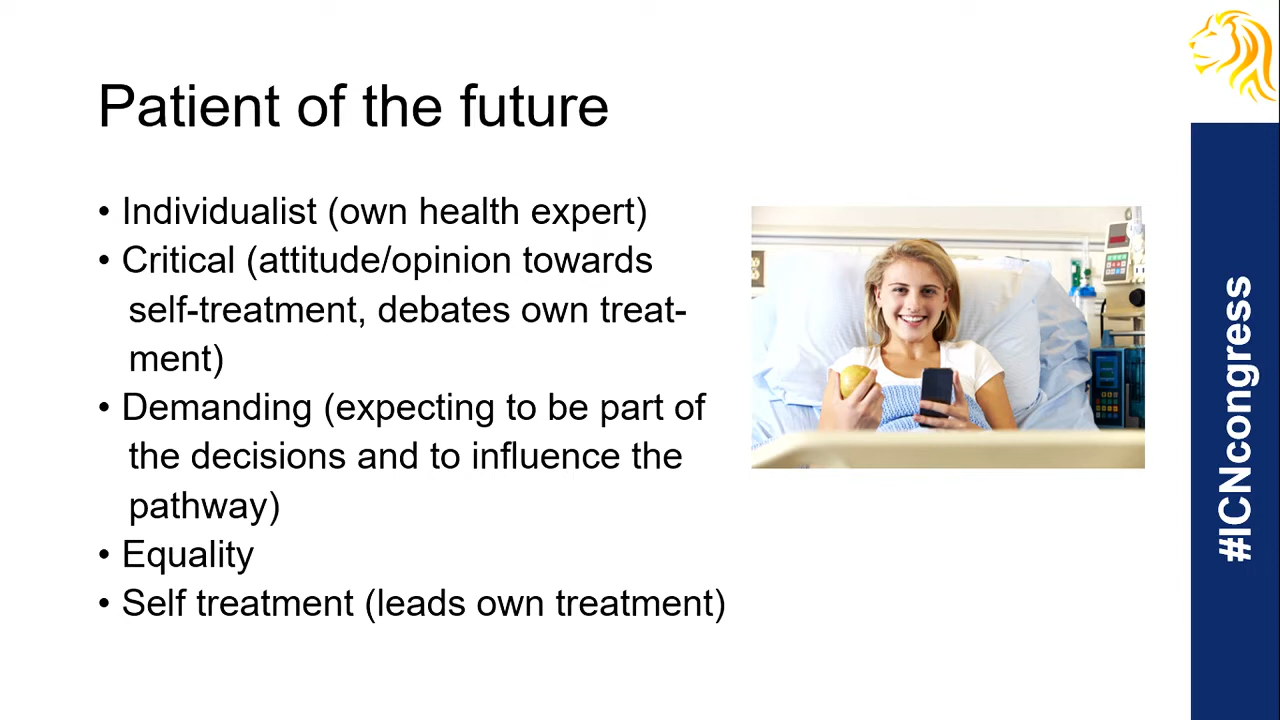 Patient of the future
• Individualist (own health expert)
• Critical (attitude/opinion towards
self-treatment, debates own treat-
ment)
• Demanding (expecting to be part of
the decisions and to influence the
pathway)
• Equality
• Self treatment (leads own treatment)
#ICNcongress